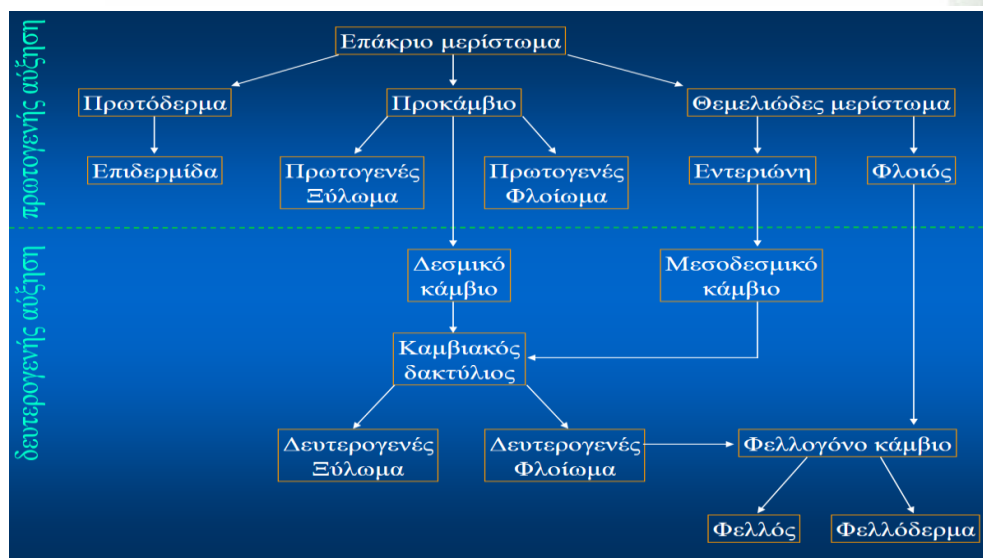 πρωτογενής αύξηση
Επάκριο μερίστωμα
Πρωτόδερμα
Προκάμβιο
Θεμελιώδες μερίστωμα
Επιδερμίδα
Πρωτογενές
Ξύλωμα
Πρωτογενές
Φλοίωμα
Εντεριώνη
Φλοιός
δευτερογενής αύξηση
Δεσμικό
κάμβιο
Μεσοδεσμικό
κάμβιο
Καμβιακός
δακτύλιος
Δευτερογενές
Ξύλωμα
Δευτερογενές
Φλοίωμα
Φελλογόνο κάμβιο
Φελλός
Φελλόδερμα